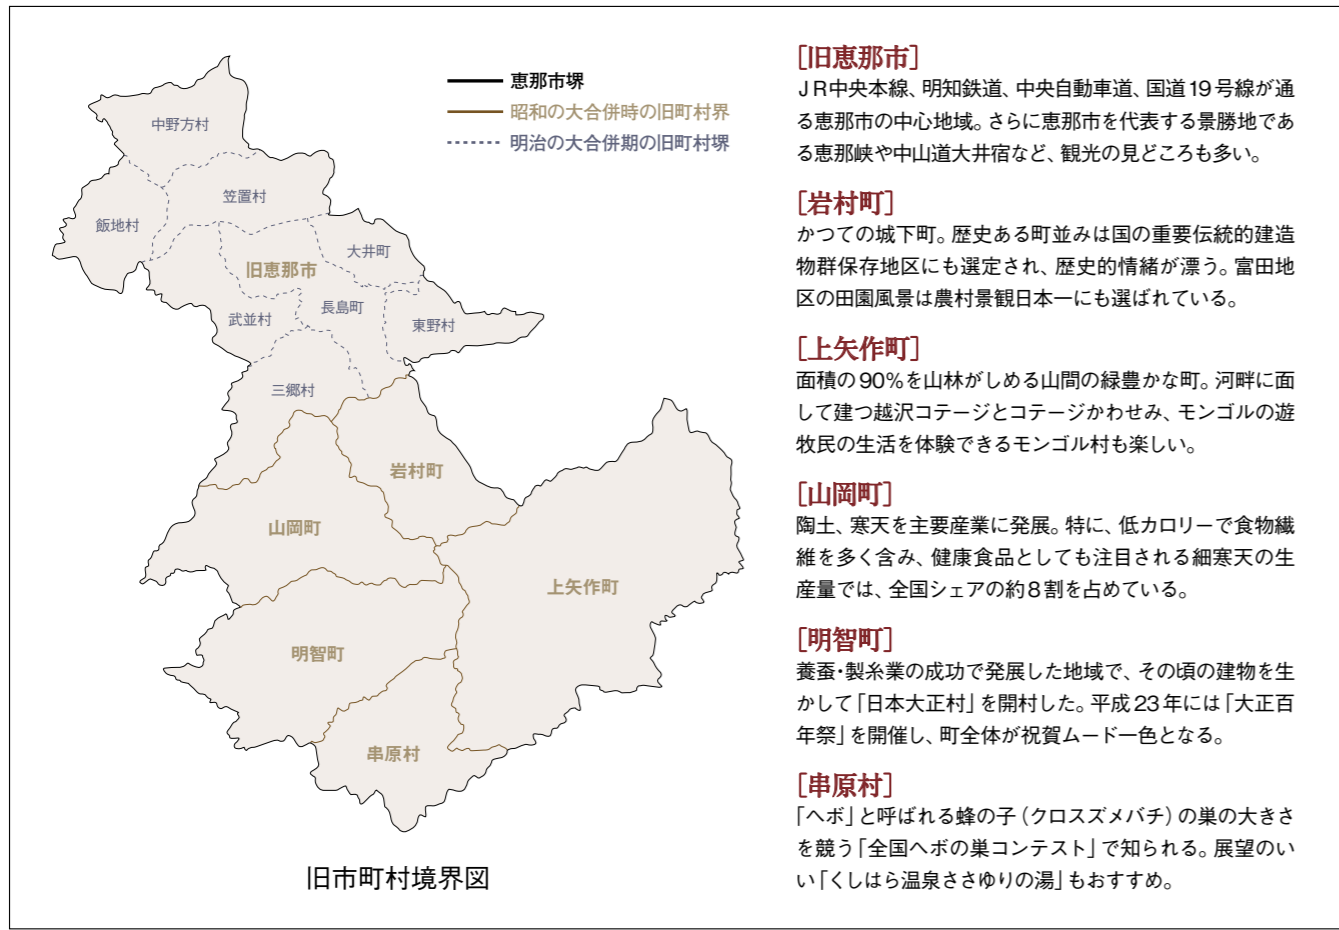 恵那市堺
昭和の大合併時の旧町村界
明治の大合併期の旧町村堺
中野方村
笠置村
飯地村
大井町
旧恵那市
長島町
武並村
東野村
三郷村
岩村町
山岡町
上矢作町
明智町
串原村
旧市町村境界図
[旧恵那市]
JR中央本線、明知鉄道、中央自動車道、国道19号線が通
る恵那市の中心地域。さらに恵那市を代表する景勝地であ
る恵那峡や中山道大井宿など、観光の見どころも多い。
[岩村町]
かつての城下町。歴史ある町並みは国の重要伝統的建造
物群保存地区にも選定され、歴史的情緒が漂う。富田地
区の田園風景は農村景観日本一にも選ばれている。
[上矢作町]
面積の90%を山林がしめる山間の緑豊かな町。河畔に面
して建つ越沢コテージとコテージかわせみ、モンゴルの遊
牧民の生活を体験できるモンゴル村も楽しい。
[山岡町]
陶土、寒天を主要産業に発展。特に、低カロリーで食物繊
維を多く含み、健康食品としても注目される細寒天の生
産量では、全国シェアの約8割を占めている。
[明智町]
養蚕・製糸業の成功で発展した地域で、その頃の建物を生
かして「日本大正村」を開村した。平成23年には「大正百
年祭」を開催し、町全体が祝賀ムード一色となる。
[串原村]
「ヘボ」と呼ばれる蜂の子(クロスズメバチ)の巣の大きさ
を競う「全国ヘボの巣コンテスト」で知られる。展望のい
い「くしはら温泉ささゆりの湯」もおすすめ。